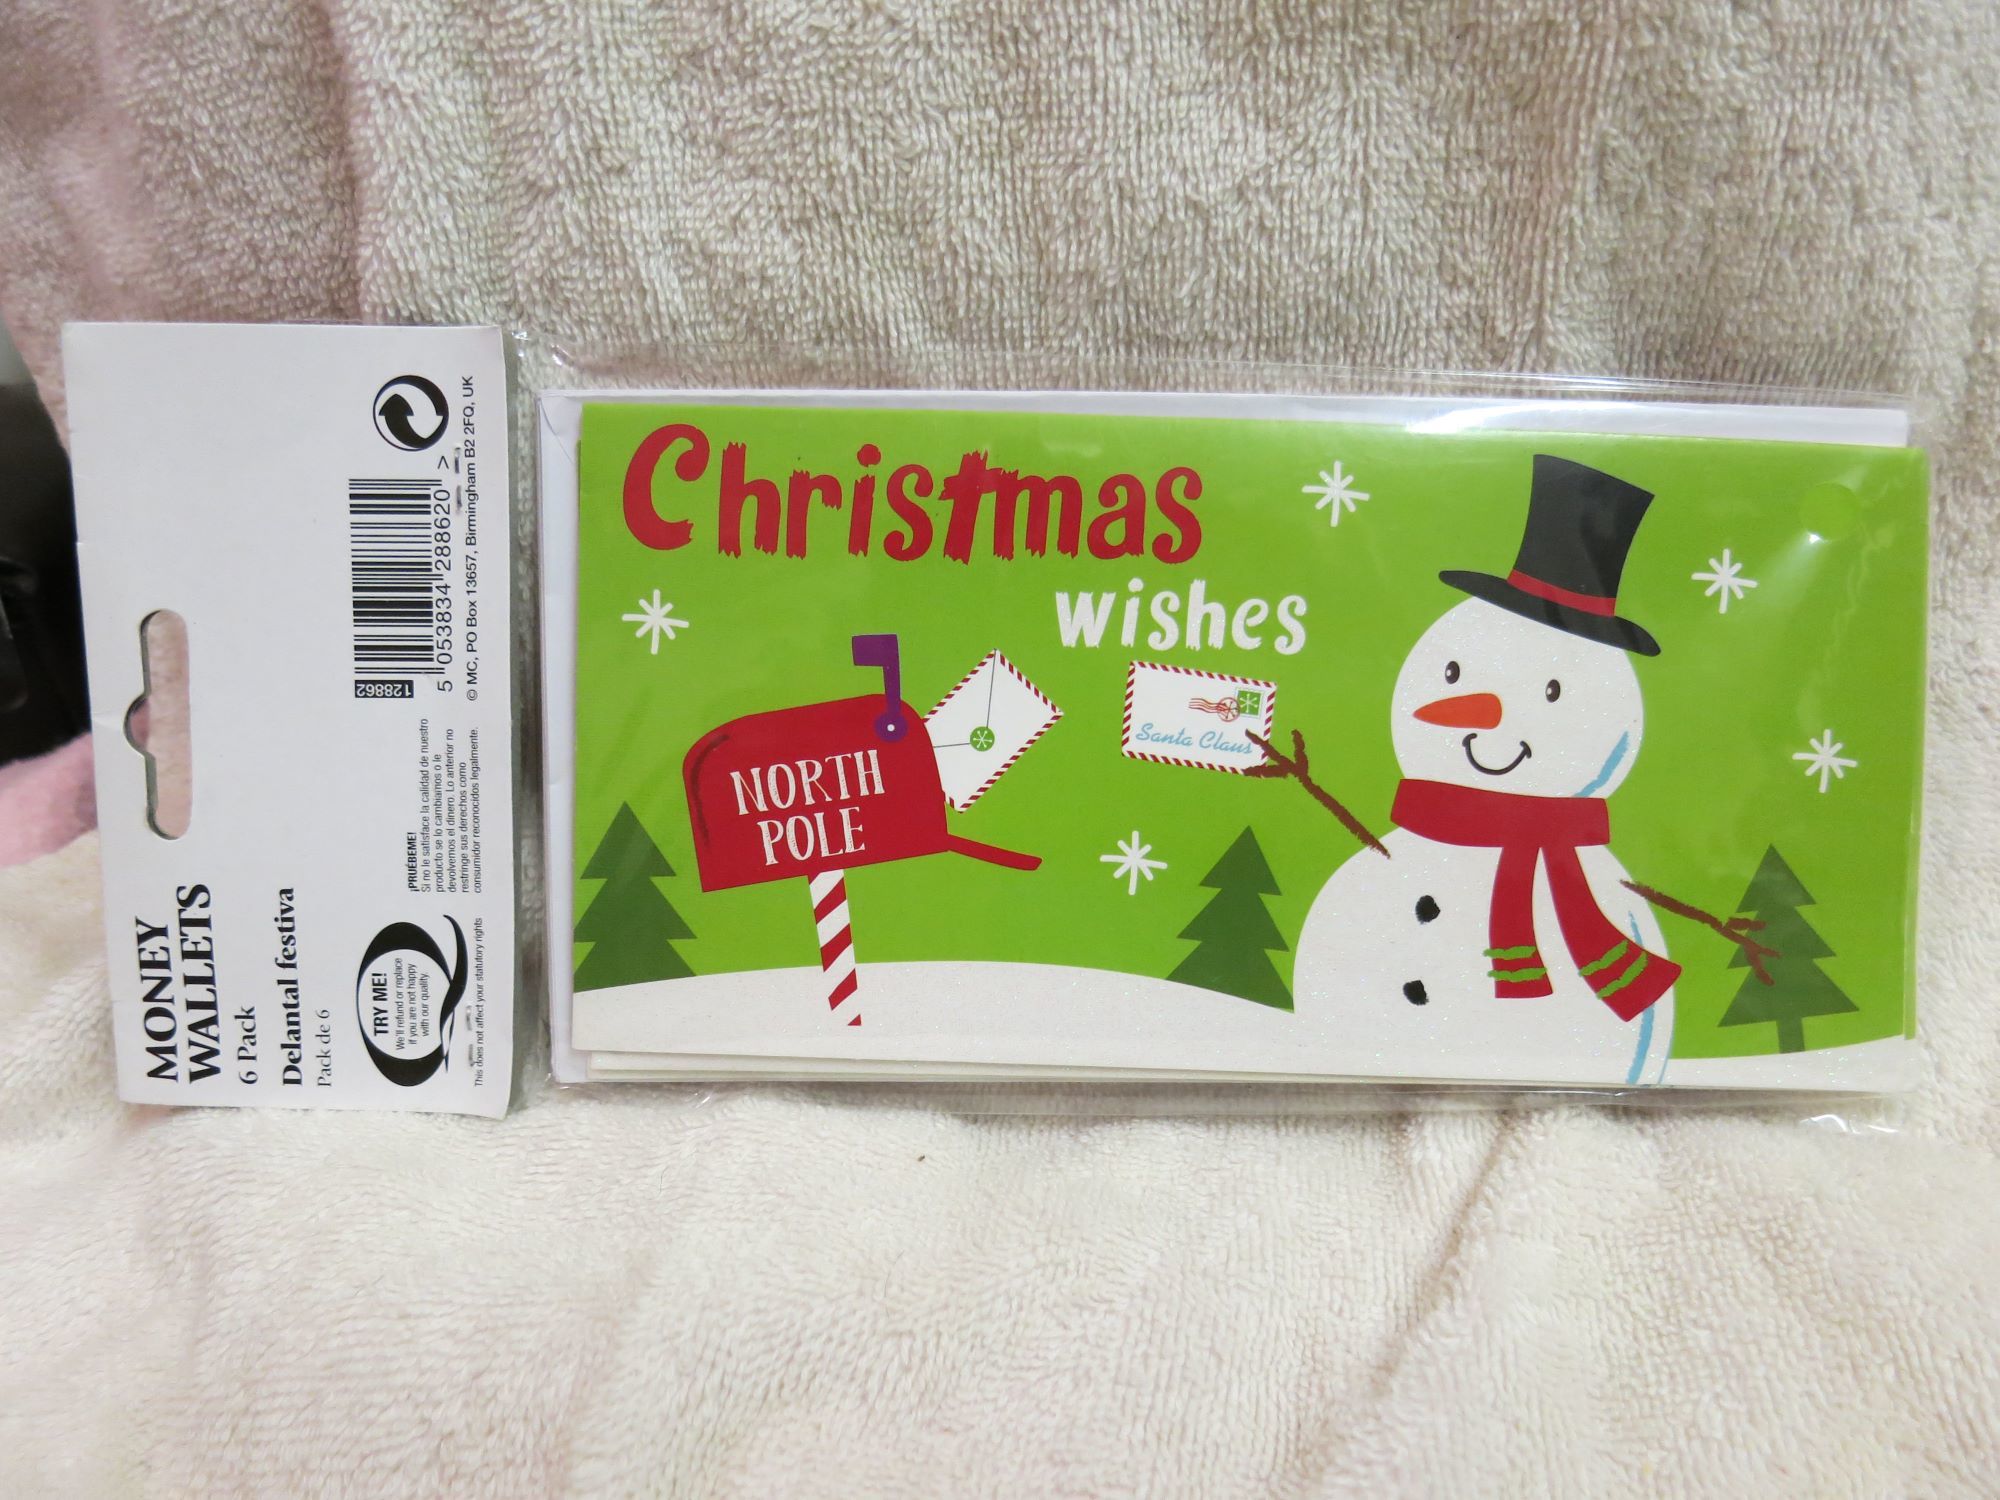 Christmas
wishes
NORTH
POLE
Santa Claus
MONEY
WALLETS
6 Pack
Delantal festiva
Pack de 6
TRY ME!
We'll refund or replace
if you are not happy
with our quality.
This does not affect your statutory rights
¡PRUÉBEME!
Si no le satisface la calidad de nuestro
producto se lo cambiamos o le
devolvemos el dinero. Lo anterior no
restringe sus derechos como
consumidor reconocidos legalmente.
128862
5 053834 288620 >
© MC, PO Box 13657, Birmingham B2 2FQ, UK